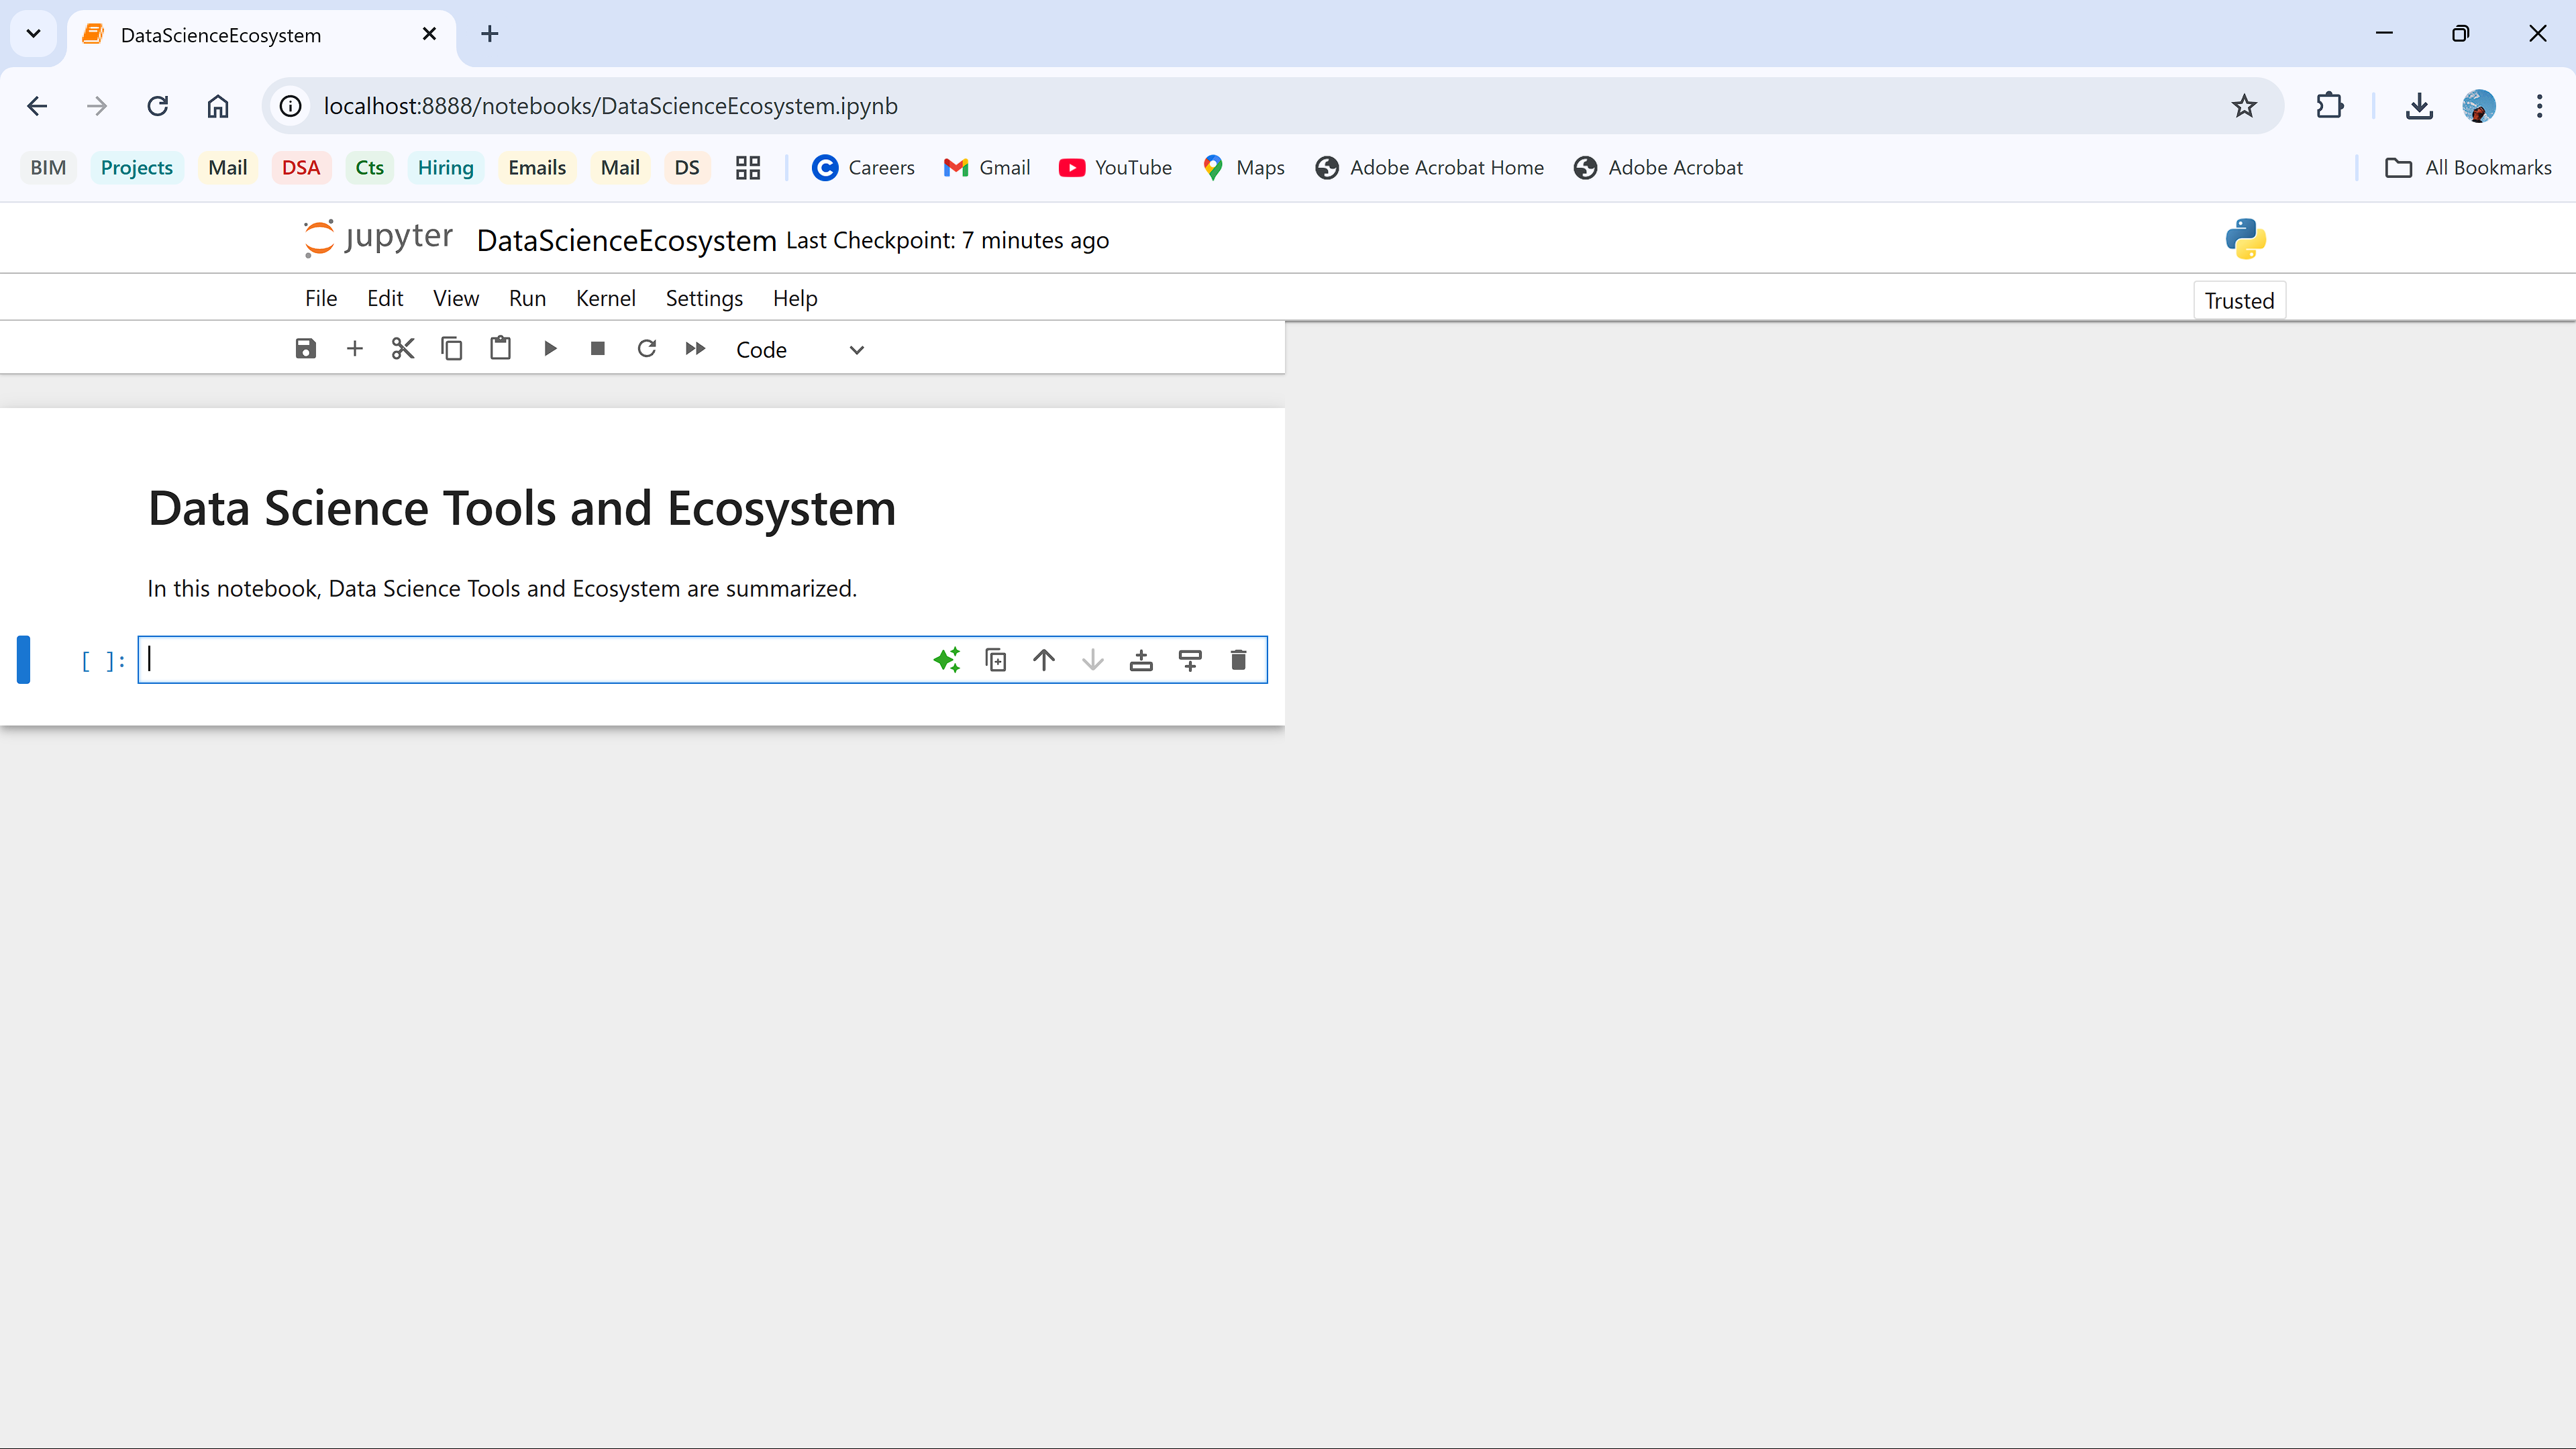 DataScienceEcosystem
localhost:8888/notebooks/DataScienceEcosystem.ipynb
BIM Projects Mail DSA Cts Hiring Emails Mail DS Careers Gmail YouTube Maps Adobe Acrobat Home Adobe Acrobat All Bookmarks
jupyter DataScienceEcosystem Last Checkpoint: 7 minutes ago
File Edit View Run Kernel Settings Help Trusted
Code
Data Science Tools and Ecosystem
In this notebook, Data Science Tools and Ecosystem are summarized.
[ ]: